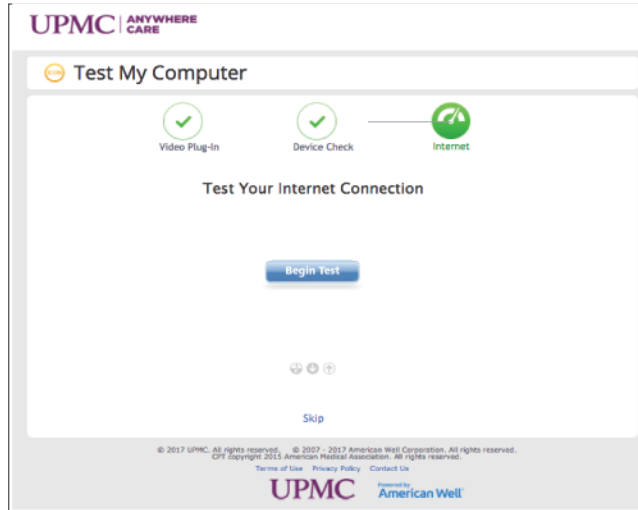 UPMC ANYWHERE CARE
Test My Computer
Video Plug-In Device Check Internet
Test Your Internet Connection
Begin Test
Skip
© 2017 UPMC. All rights reserved. © 2007 - 2017 American Well Corporation. All rights reserved.
CPT copyright 2015 American Medical Association. All rights reserved.
Terms of Use Privacy Policy Contact Us
UPMC Powered by American Well